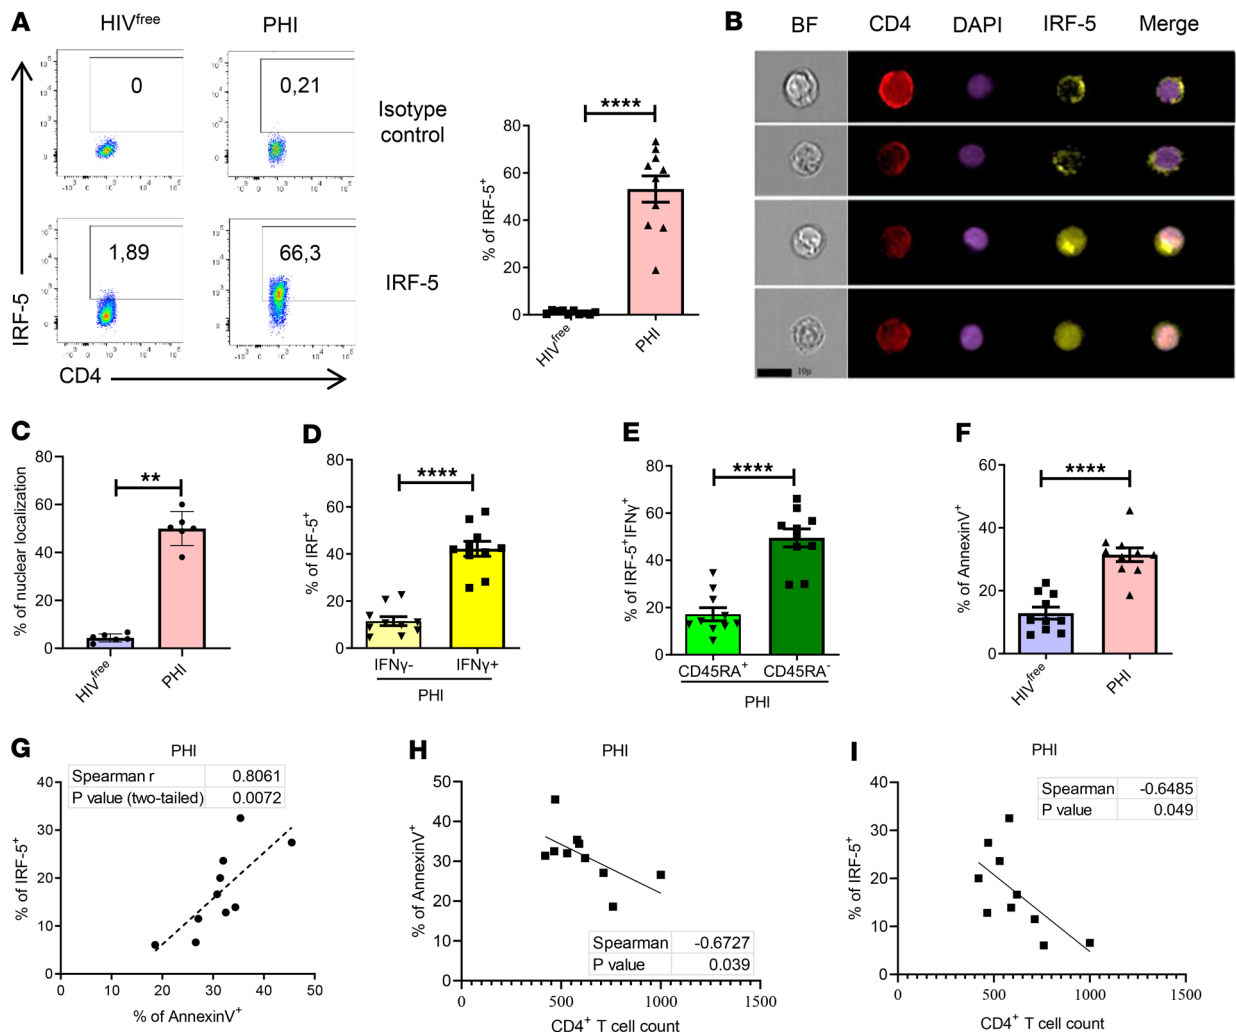 A
HIVfree
PHI
0
0,21
Isotype
control
1,89
66,3
IRF-5
IRF-5
CD4
****
% of IRF-5+
80
60
40
20
0
HIVfree
PHI
B
BF
CD4
DAPI
IRF-5
Merge
10μ
C
**
% of nuclear localization
80
60
40
20
0
HIVfree
PHI
D
****
% of IRF-5+
80
60
40
20
0
IFNγ-
IFNγ+
PHI
E
****
% of IRF-5+IFNγ+
80
60
40
20
0
CD45RA+
CD45RA-
PHI
F
****
% of AnnexinV+
60
40
20
0
HIVfree
PHI
G
PHI
Spearman r 0.8061
P value (two-tailed) 0.0072
% of IRF-5+
40
30
20
10
0
0 10 20 30 40 50
% of AnnexinV+
H
PHI
% of AnnexinV+
50
40
30
20
10
0
Spearman -0.6727
P value 0.039
0 500 1000 1500
CD4+ T cell count
I
PHI
Spearman -0.6485
P value 0.049
% of IRF-5+
40
30
20
10
0
0 500 1000 1500
CD4+ T cell count